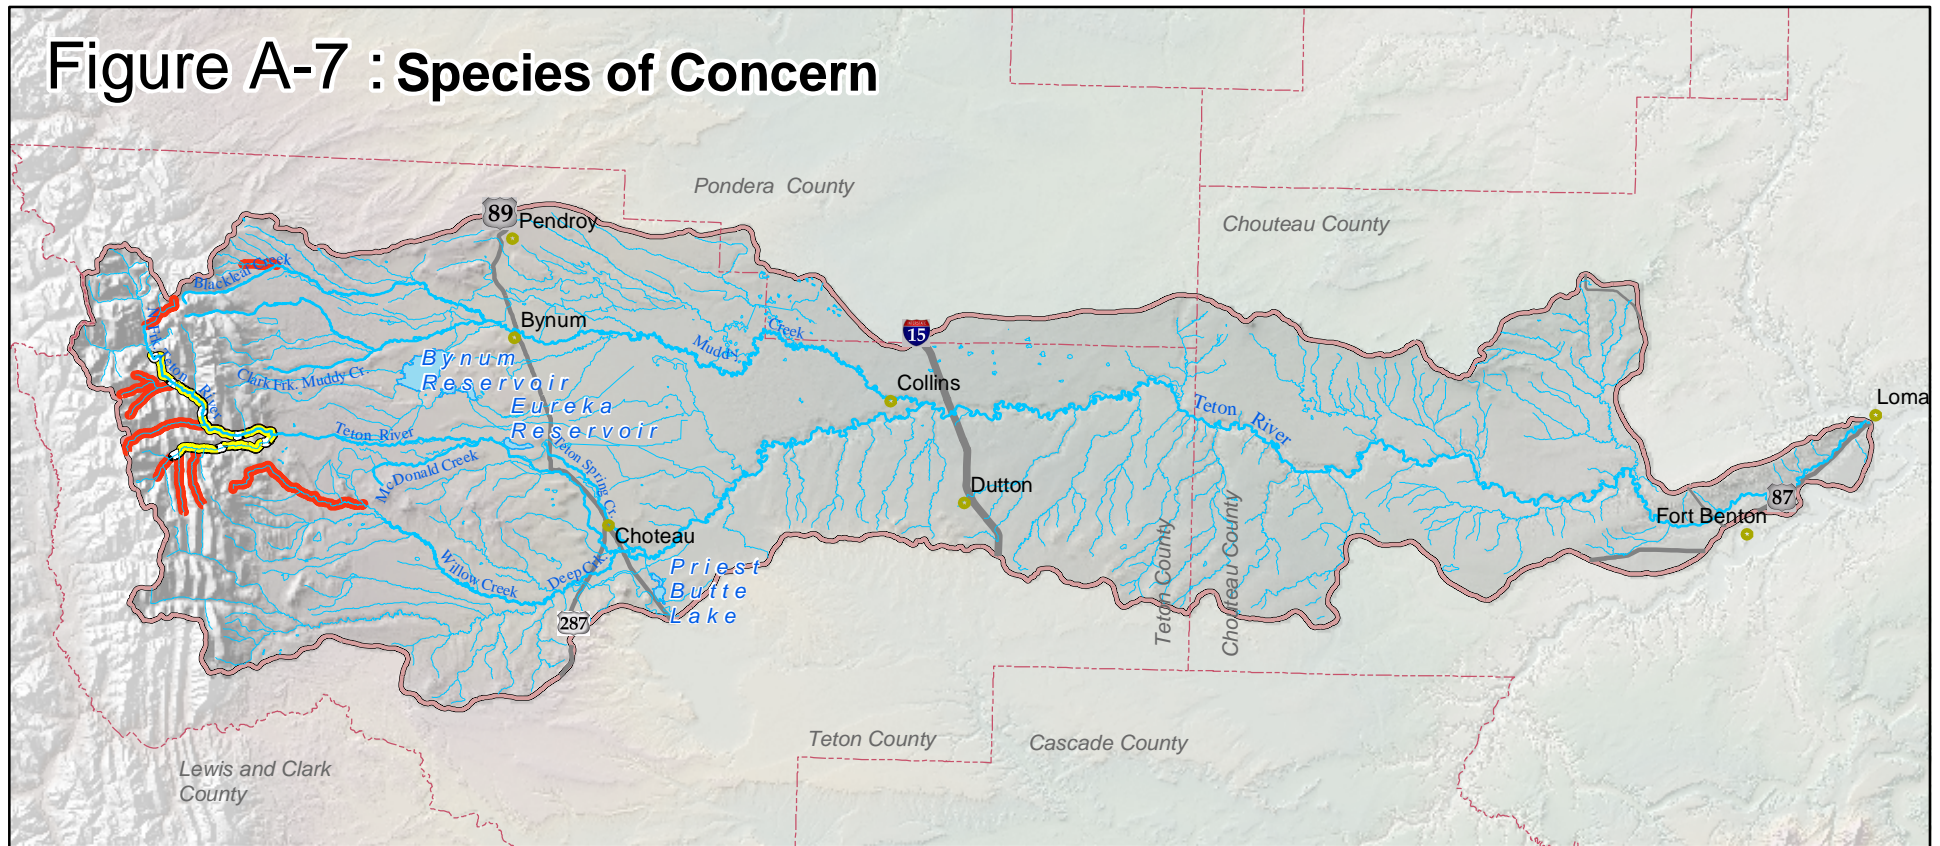 Figure A-7 : Species of Concern
Pondera County
Chouteau County
89
Pendroy
Blackleaf Creek
N. Frk. Teton River
Bynum
Muddy Creek
15
Bynum
Reservoir
Clark Frk. Muddy Cr.
Collins
Eureka
Reservoir
Teton River
Teton River
Loma
McDonald Creek
Teton Spring Cr.
Dutton
87
Fort Benton
Choteau
Willow Creek
Deep Crk.
Priest
Butte
Lake
287
Teton County
Chouteau County
Teton County
Cascade County
Lewis and Clark
County